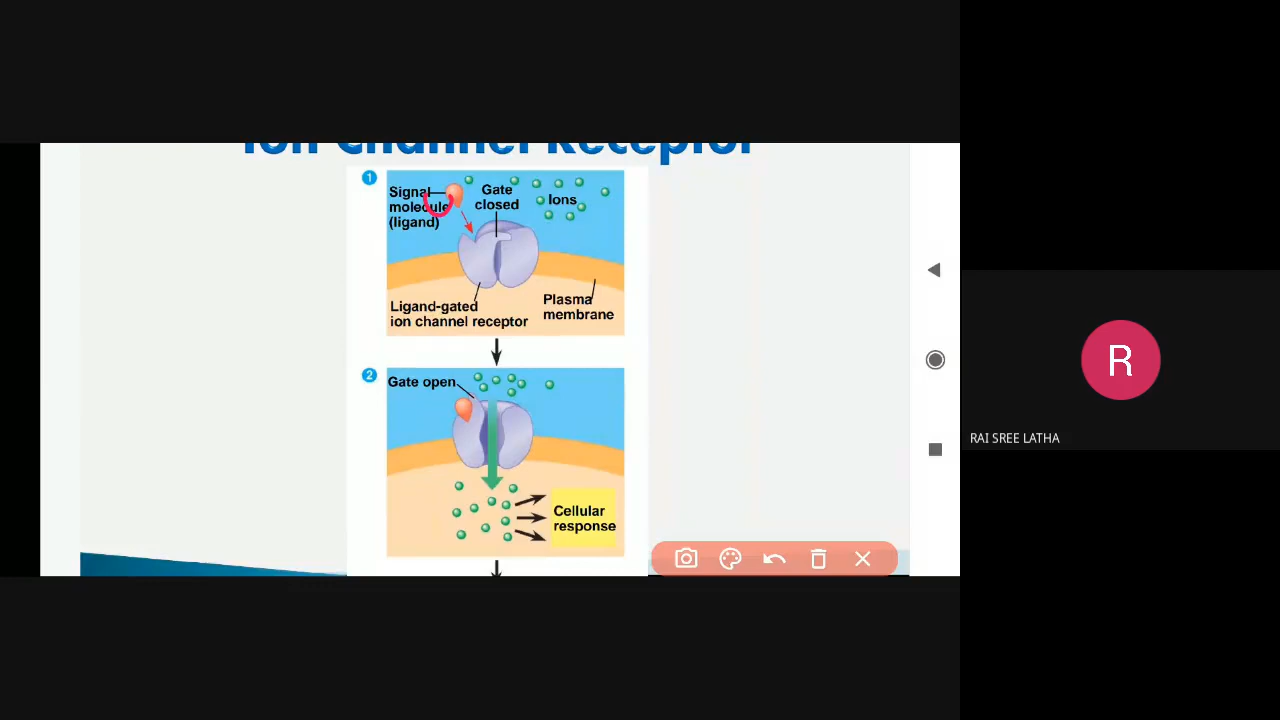 Ion Channel Receptor
1
Signal
molecule
(ligand)
Gate
closed
Ions
Ligand-gated
ion channel receptor
Plasma
membrane
2
Gate open
Cellular
response
R
RAI SREE LATHA